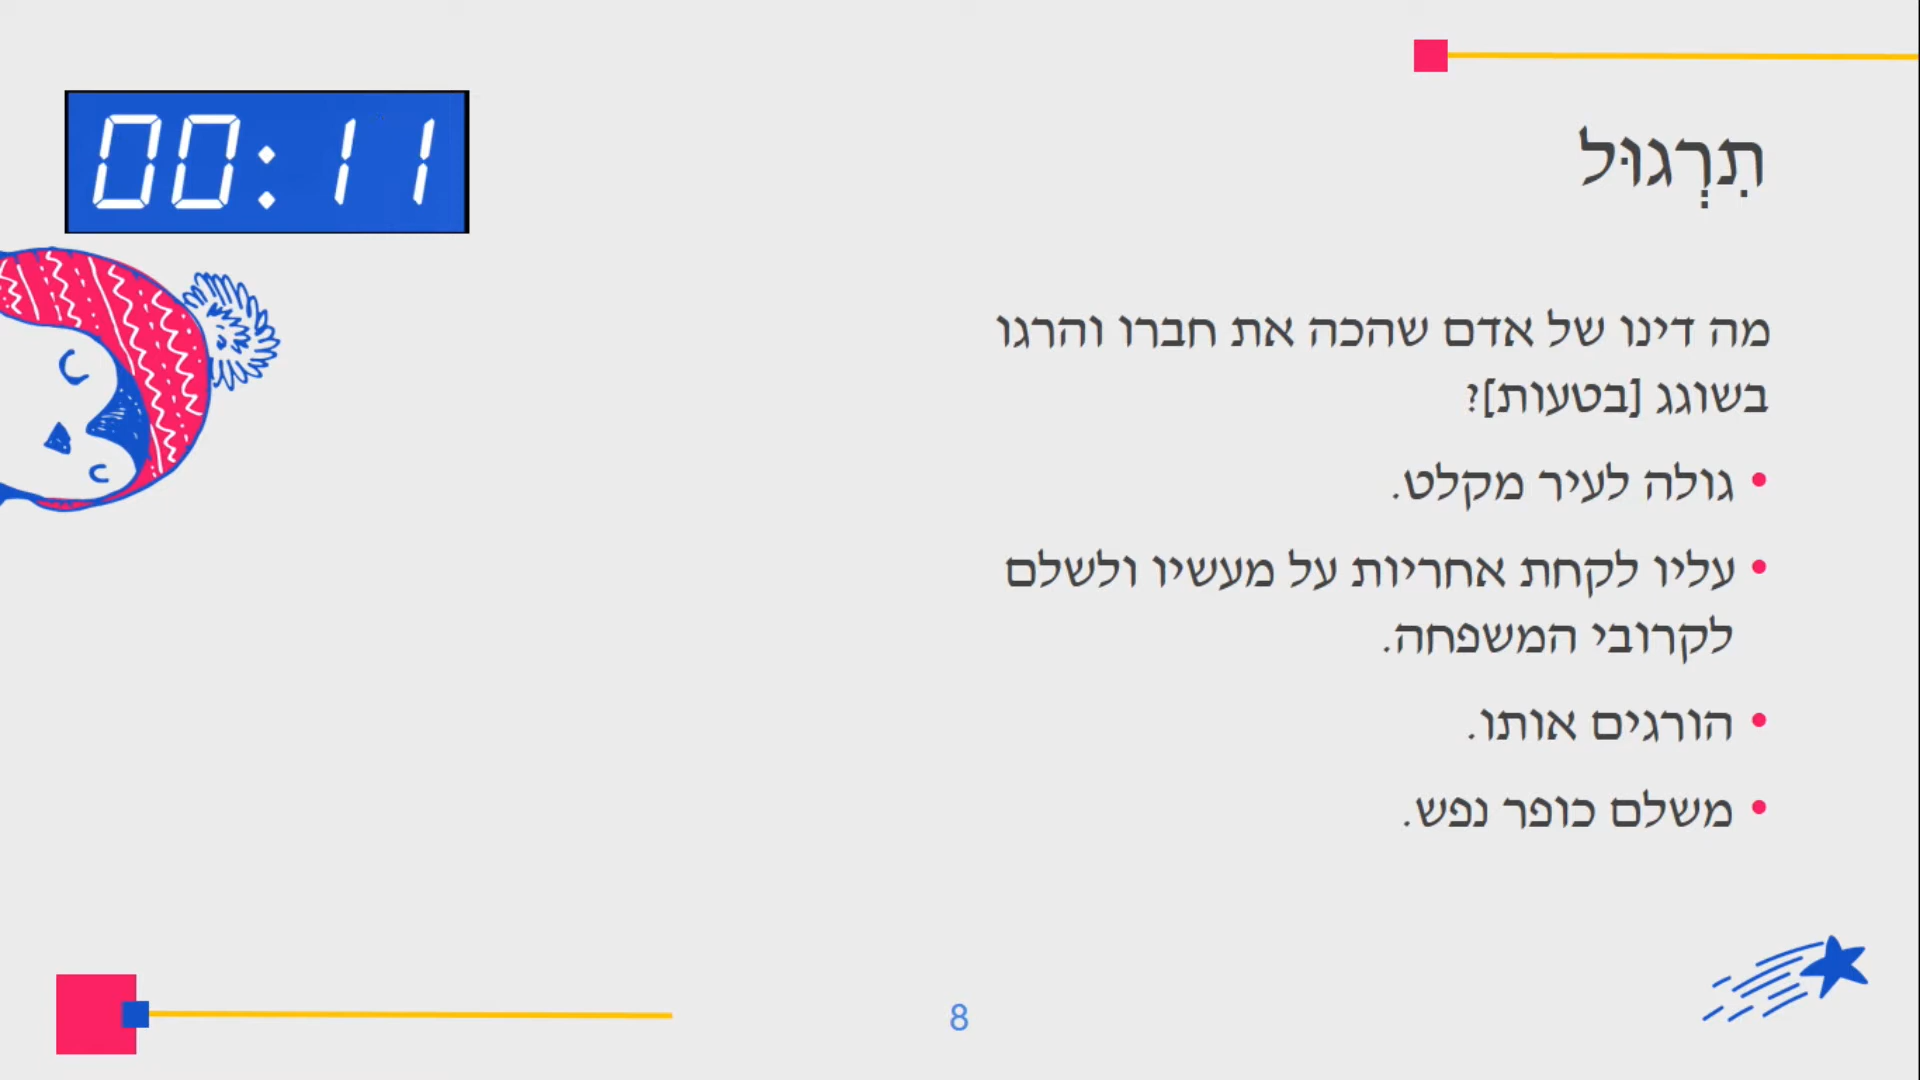 00:11
תִרְגוּל
מה דינו של אדם שהכה את חברו והרגו
בשוגג [בטעות]?
• גולה לעיר מקלט.
• עליו לקחת אחריות על מעשיו ולשלם
לקרובי המשפחה.
• הורגים אותו.
• משלם כופר נפש.
8